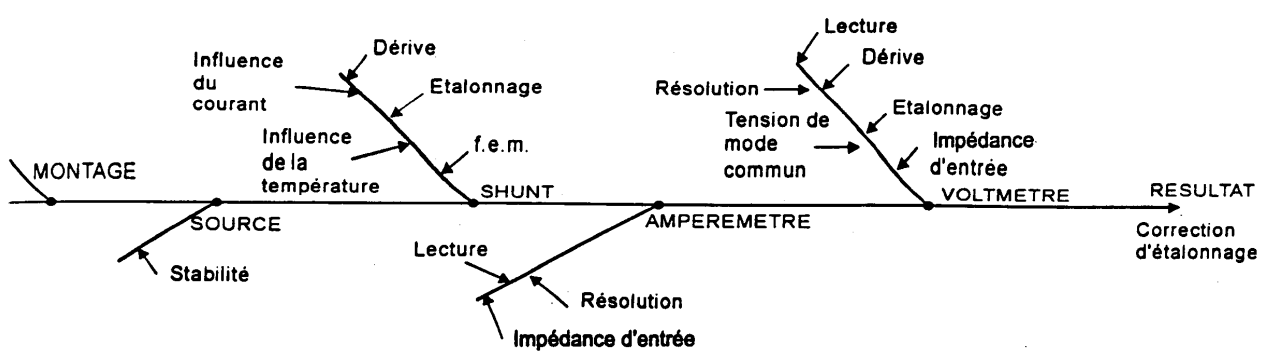 MONTAGE
SOURCE
Stabilité
Influence
du
courant
Dérive
Etalonnage
Influence
de la
température
f.e.m.
SHUNT
Lecture
Résolution
Impédance d'entrée
AMPEREMETRE
Lecture
Dérive
Résolution
Etalonnage
Tension de
mode
commun
Impédance
d'entrée
VOLTMETRE
RESULTAT
Correction
d'étalonnage